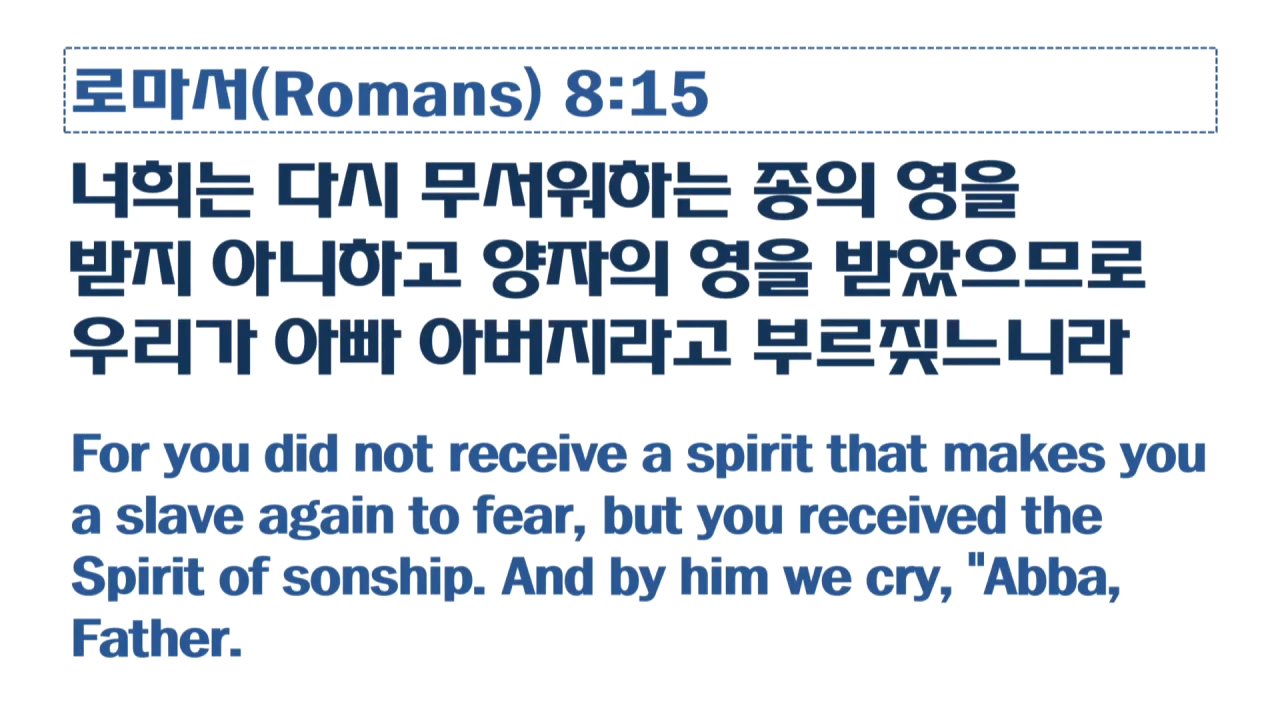 로마서(Romans) 8:15
너희는 다시 무서워하는 종의 영을
받지 아니하고 양자의 영을 받았으므로
우리가 아빠 아버지라고 부르짖느니라
For you did not receive a spirit that makes you
a slave again to fear, but you received the
Spirit of sonship. And by him we cry, "Abba,
Father.